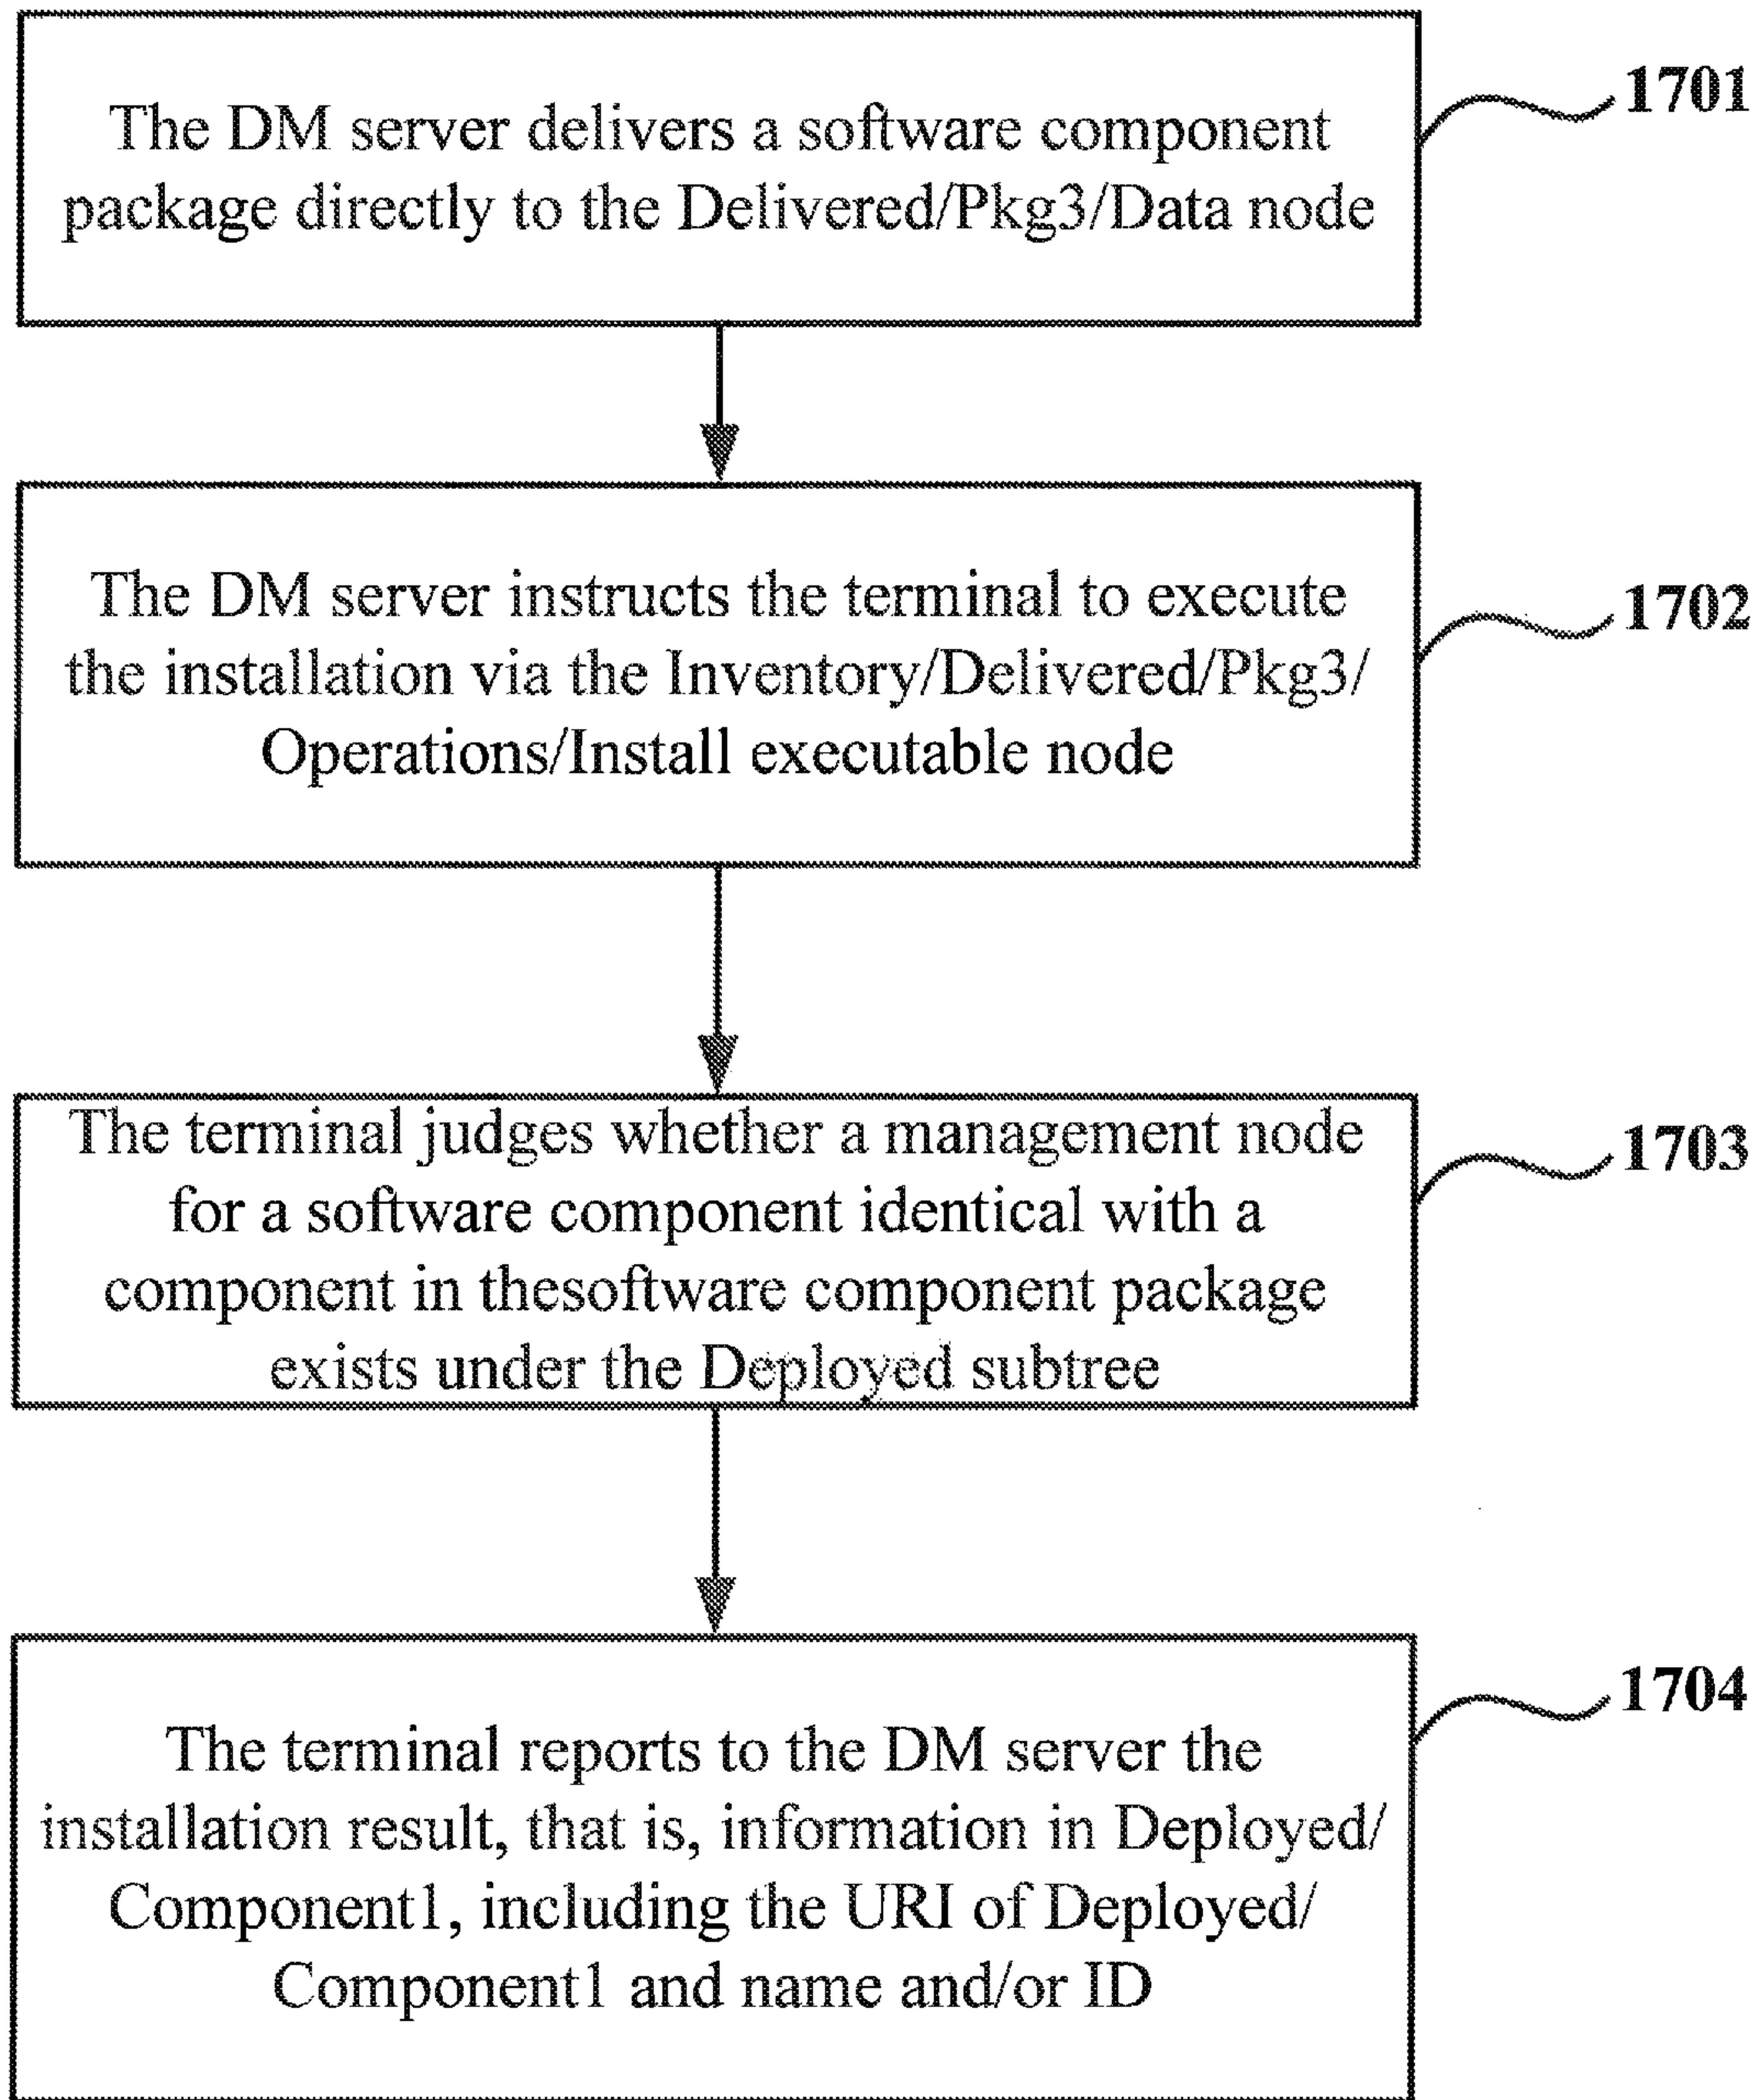 The DM server delivers a software component
package directly to the Delivered/Pkg3/Data node
1701
The DM server instructs the terminal to execute
the installation via the Inventory/Delivered/Pkg3/
Operations/Install executable node
1702
The terminal judges whether a management node
for a software component identical with a
component in thesoftware component package
exists under the Deployed subtree
1703
The terminal reports to the DM server the
installation result, that is, information in Deployed/
Component1, including the URI of Deployed/
Component1 and name and/or ID
1704